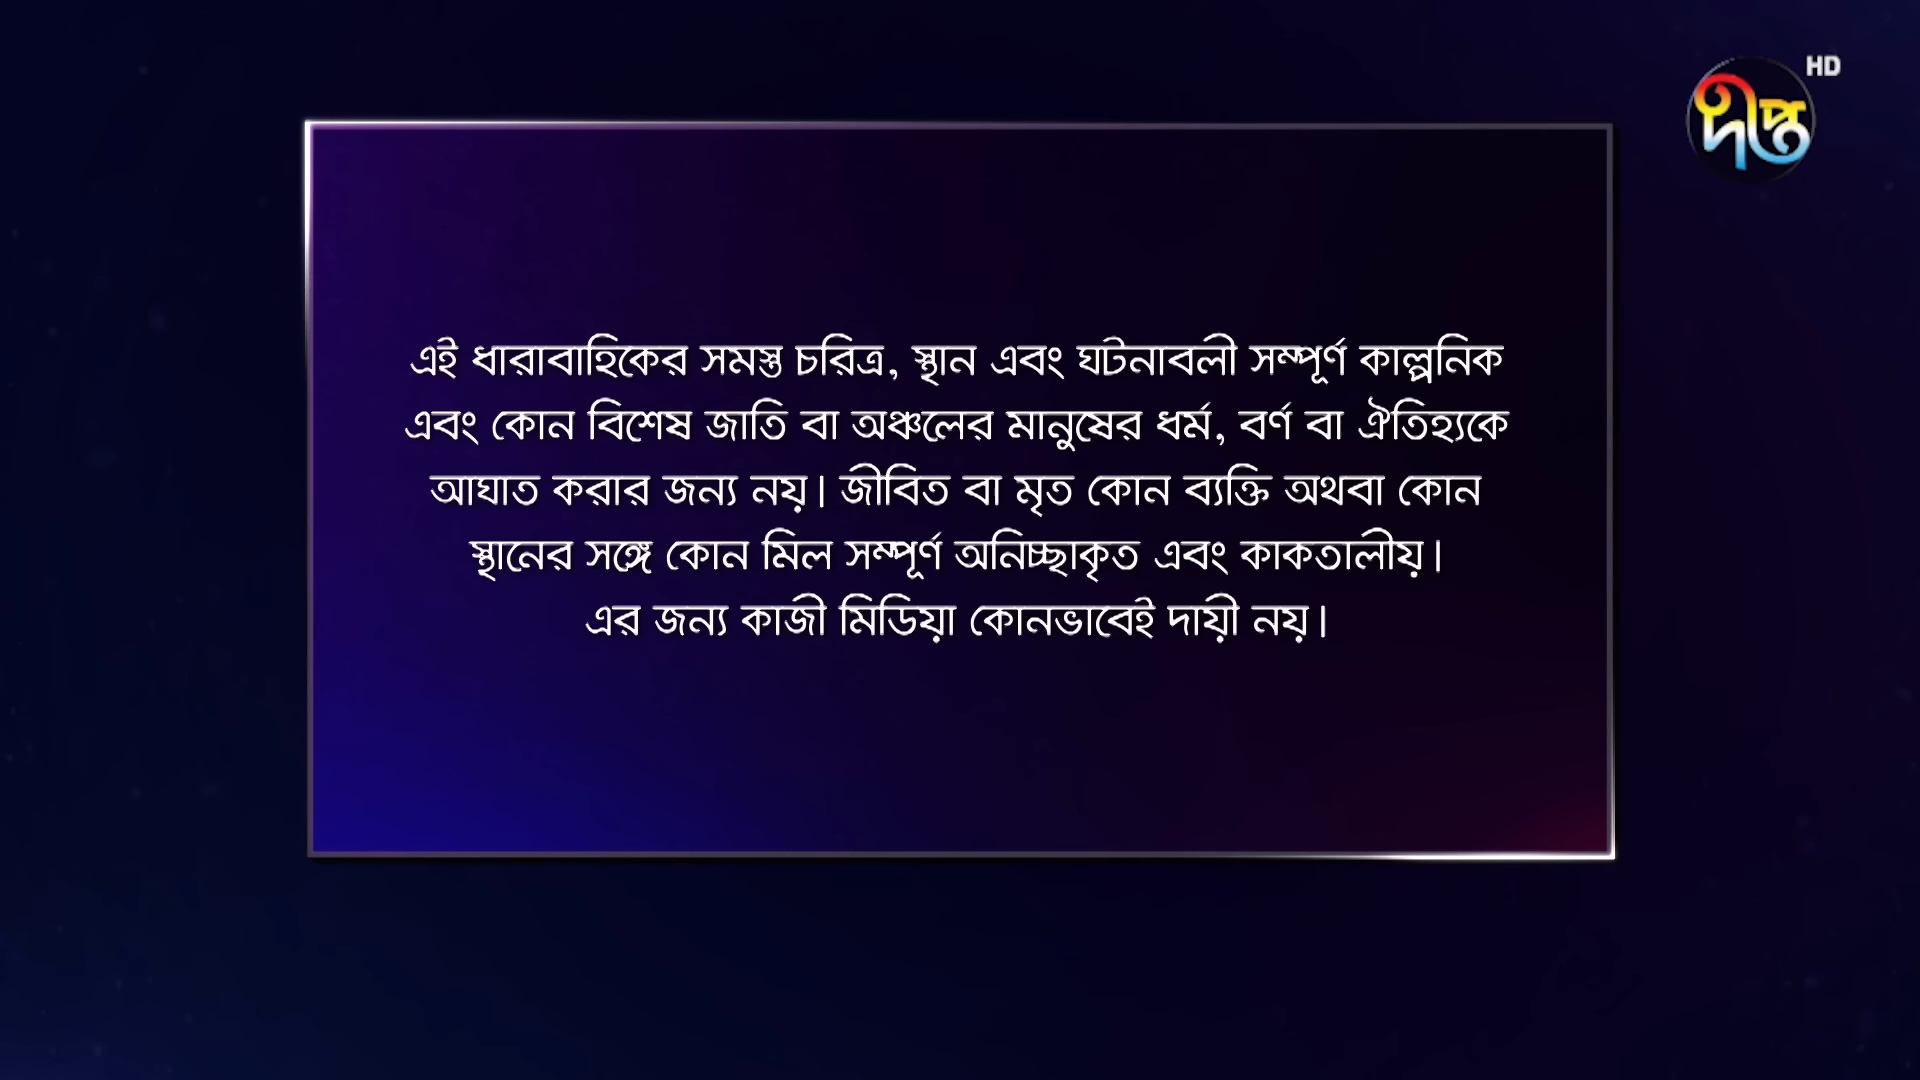 HD
দীপ্ত
এই ধারাবাহিকের সমস্ত চরিত্র, স্থান এবং ঘটনাবলী সম্পূর্ণ কাল্পনিক
এবং কোন বিশেষ জাতি বা অঞ্চলের মানুষের ধর্ম, বর্ণ বা ঐতিহ্যকে
আঘাত করার জন্য নয়। জীবিত বা মৃত কোন ব্যক্তি অথবা কোন
স্থানের সঙ্গে কোন মিল সম্পূর্ণ অনিচ্ছাকৃত এবং কাকতালীয়।
এর জন্য কাজী মিডিয়া কোনভাবেই দায়ী নয়।